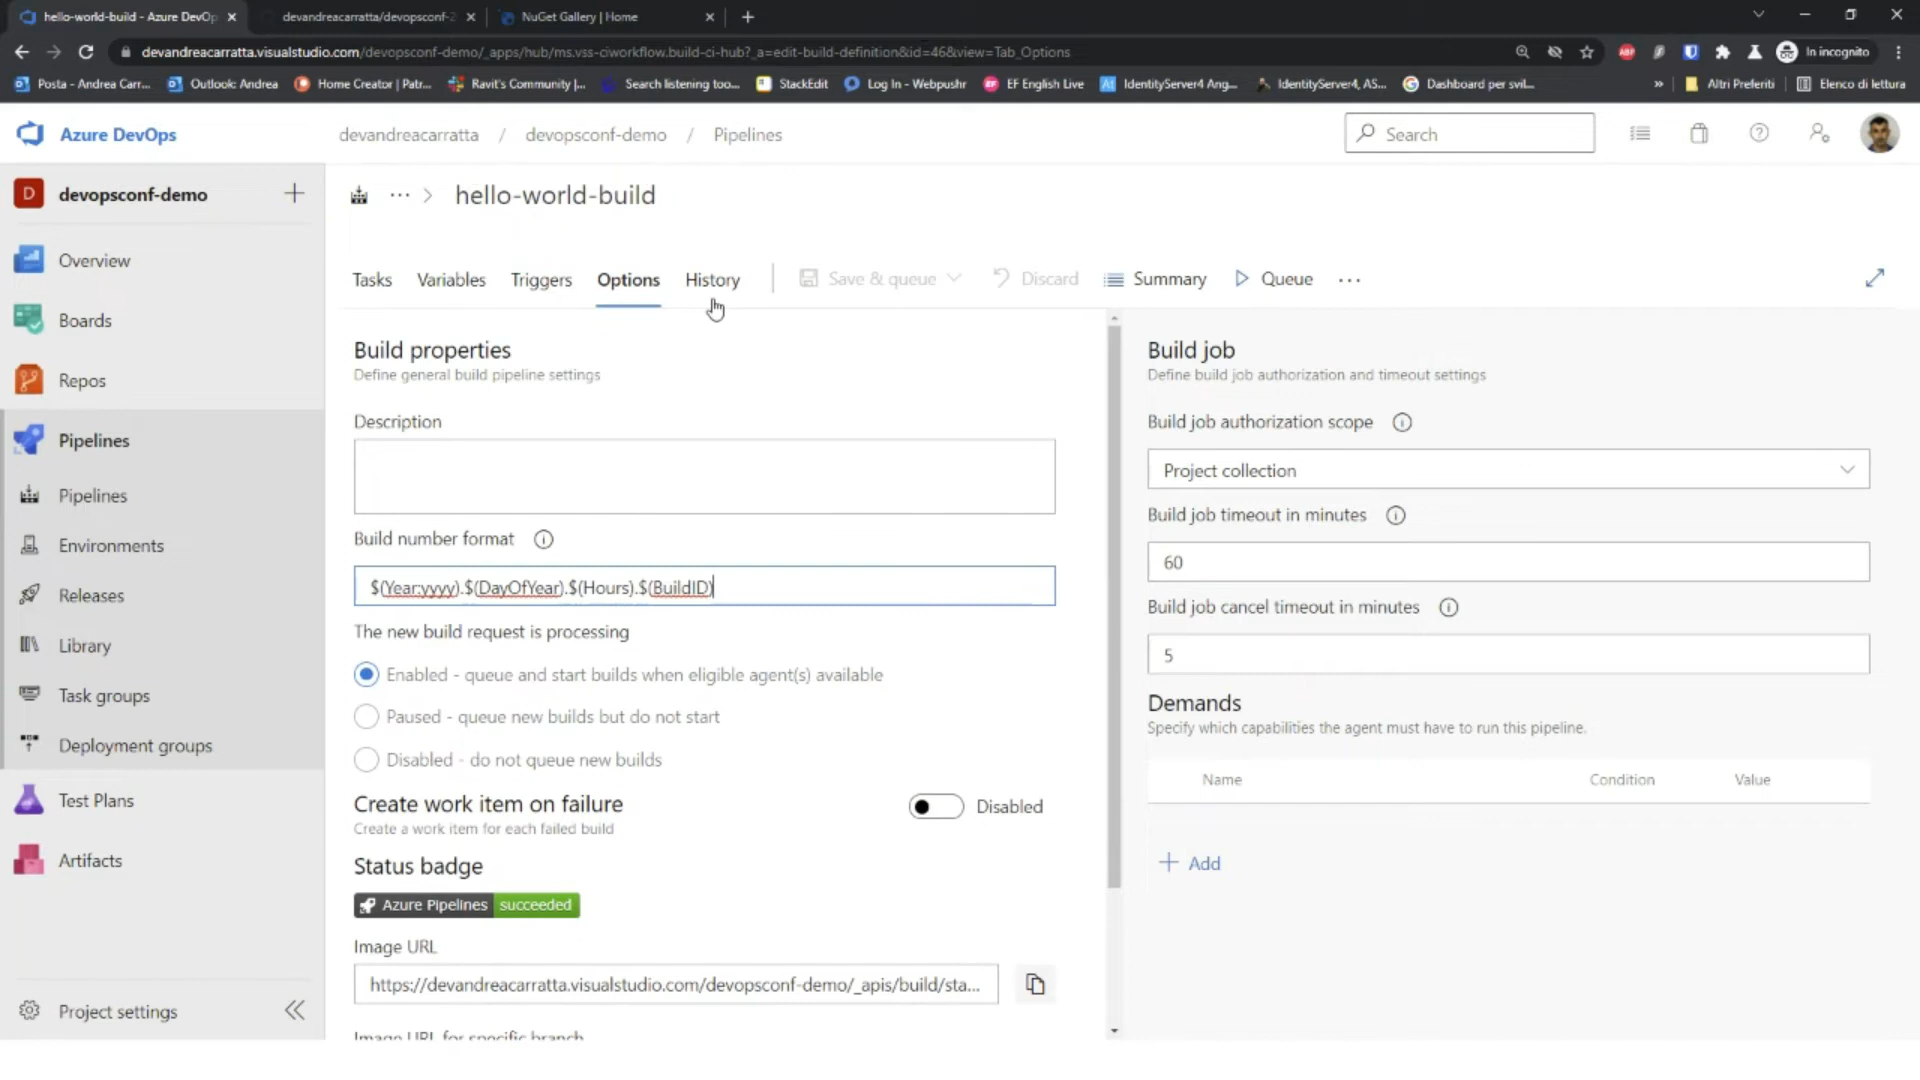 hello-world-build - Azure DevOp
devandreacarratta/devopsconf-2
NuGet Gallery | Home
devandreacarratta.visualstudio.com/devopsconf-demo/_apps/hub/ms.vss-ciworkflow.build-ci-hub?_a=edit-build-definition&id=46&view=Tab_Options
In incognito
Posta - Andrea Carr...
Outlook: Andrea
Home Creator | Patr...
Ravit's Community |...
Search listening too...
StackEdit
Log In - Webpushr
EF English Live
IdentityServer4 Ang...
IdentityServer4, AS...
Dashboard per svil...
»
Altri Preferiti
Elenco di lettura
Azure DevOps
devandreacarratta / devopsconf-demo / Pipelines
Search
D devopsconf-demo
Overview
Boards
Repos
Pipelines
Pipelines
Environments
Releases
Library
Task groups
Deployment groups
Test Plans
Artifacts
Project settings
··· > hello-world-build
Tasks Variables Triggers Options History Save & queue Discard Summary Queue ···
Build properties
Define general build pipeline settings
Description
Build number format
$(Year:yyyy).$(DayOfYear).$(Hours).$(BuildID)
The new build request is processing
Enabled - queue and start builds when eligible agent(s) available
Paused - queue new builds but do not start
Disabled - do not queue new builds
Create work item on failure
Disabled
Create a work item for each failed build
Status badge
Azure Pipelines succeeded
Image URL
https://devandreacarratta.visualstudio.com/devopsconf-demo/_apis/build/sta...
Image URL for specific branch
Build job
Define build job authorization and timeout settings
Build job authorization scope
Project collection
Build job timeout in minutes
60
Build job cancel timeout in minutes
5
Demands
Specify which capabilities the agent must have to run this pipeline.
Name Condition Value
Add